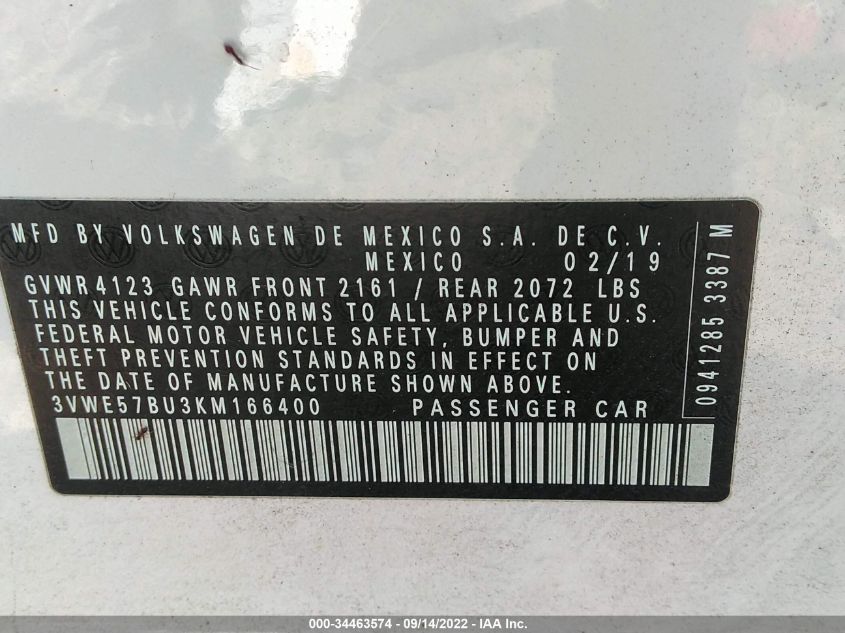 MFD BY VOLKSWAGEN DE MEXICO S.A. DE C.V.
MEXICO 02/19
GVWR 4123 GAWR FRONT 2161 / REAR 2072 LBS
THIS VEHICLE CONFORMS TO ALL APPLICABLE U.S.
FEDERAL MOTOR VEHICLE SAFETY, BUMPER AND
THEFT PREVENTION STANDARDS IN EFFECT ON
THE DATE OF MANUFACTURE SHOWN ABOVE.
3VWE57BU3KM166400 PASSENGER CAR
0941285 3387 M
000-34463574 - 09/14/2022 - IAA Inc.